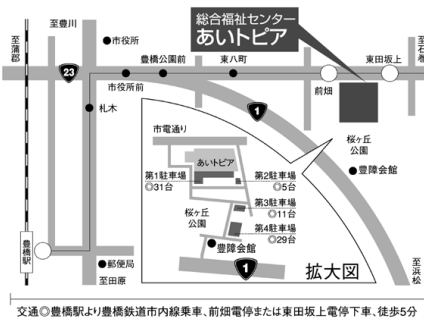 総合福祉センター
あいトピア
至豊川
至蒲郡
市役所
豊橋公園前
東八町
東田坂上
至石巻
23
市役所前
前畑
札木
1
桜ヶ丘
公園
豊障会館
市電通り
あいトピア
第1駐車場
◎31台
第2駐車場
◎5台
第3駐車場
◎11台
桜ヶ丘
公園
第4駐車場
◎29台
豊障会館
1
拡大図
豊橋駅
郵便局
至田原
至浜松
交通◎豊橋駅より豊橋鉄道市内線乗車、前畑電停または東田坂上電停下車、徒歩5分